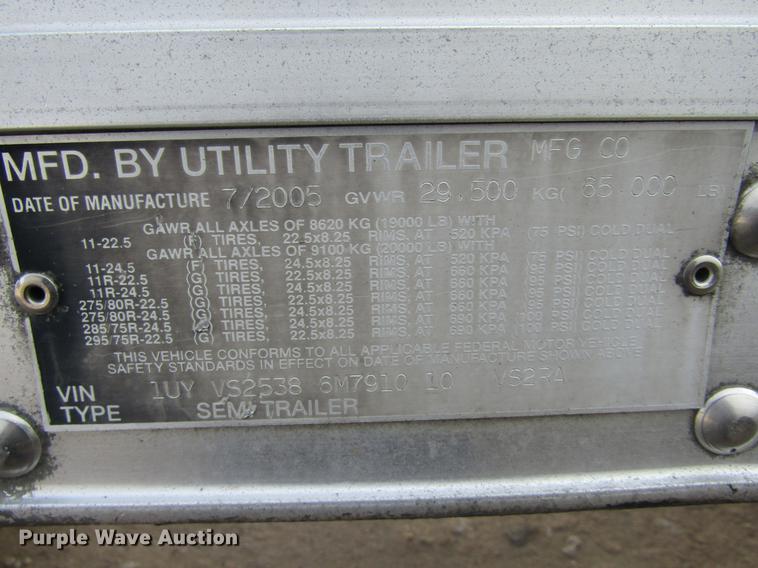 MFD. BY UTILITY TRAILER MFG CO
DATE OF MANUFACTURE 7/2005 GVWR 29.500 KG( 65.000 LB)
GAWR ALL AXLES OF 8620 KG (19000 LB) WITH
11-22.5 (F) TIRES, 22.5x8.25 RIMS, AT 520 KPA (75 PSI) COLD DUAL
GAWR ALL AXLES OF 9100 KG (20000 LB) WITH
11-24.5 (F) TIRES, 24.5x8.25 RIMS, AT 520 KPA (75 PSI) COLD DUAL
11R-22.5 (G) TIRES, 22.5x8.25 RIMS, AT KPA PSI) COLD DUAL
11R-24.5 (G) TIRES, 24.5x8.25 RIMS, AT KPA PSI) COLD DUAL
275/80R-22.5 (G) TIRES, 22.5x8.25 RIMS, AT KPA PSI) COLD DUAL
275/80R-24.5 (G) TIRES, 24.5x8.25 RIMS, AT KPA PSI) COLD DUAL
285/75R-24.5 TIRES, 24.5x8.25 RIMS, AT KPA PSI) COLD DUAL
295/75R-22.5 (G) TIRES, 22.5x8.25 RIMS, AT KPA PSI) COLD DUAL
THIS VEHICLE CONFORMS TO ALL APPLICABLE FEDERAL MOTOR VEHICLE
SAFETY STANDARDS IN EFFECT ON DATE OF MANUFACTURE SHOWN ABOVE
VIN 1UY VS2538 6M7910 10 VS2RA
TYPE SEMI TRAILER
Purple Wave Auction